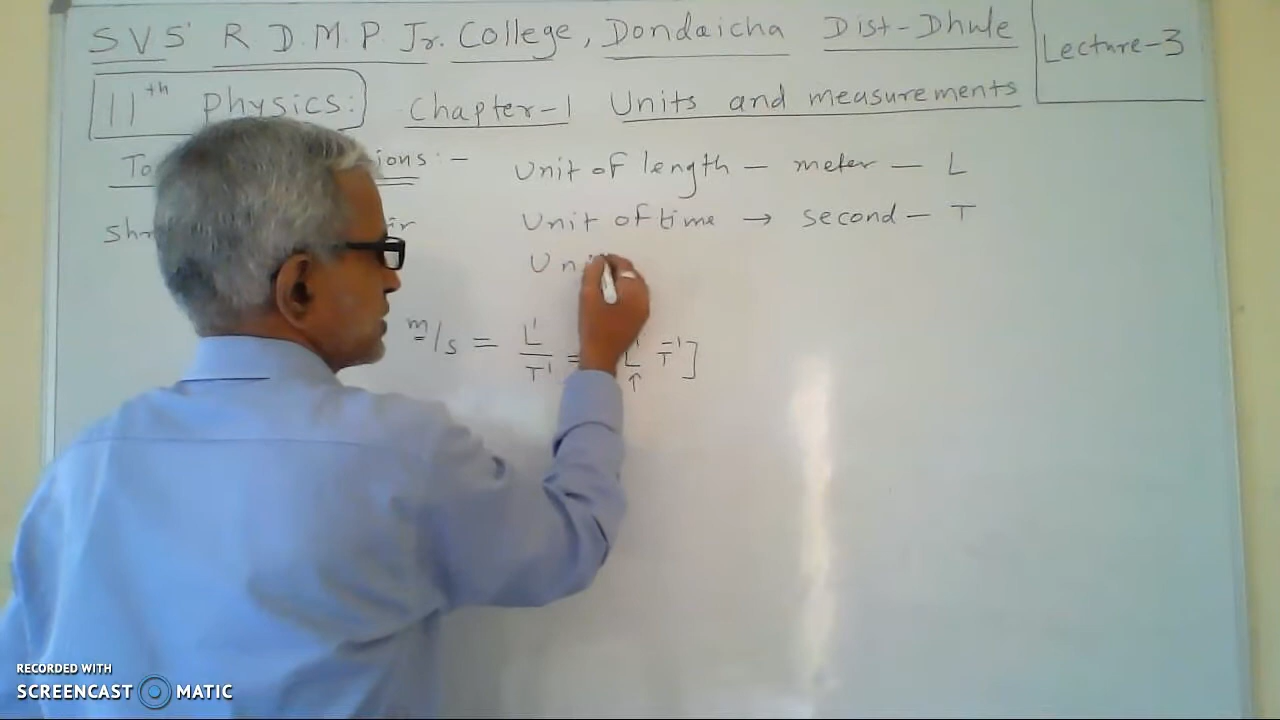 SVS' R D.M.P. Jr. College, Dondaicha Dist-Dhule
Lecture-3
11th Physics: Chapter-1 Units and measurements
Unit of length – meter – L
Unit of time → second – T
m/s = L¹/T¹ = L¹ T⁻¹]
RECORDED WITH
SCREENCAST MATIC